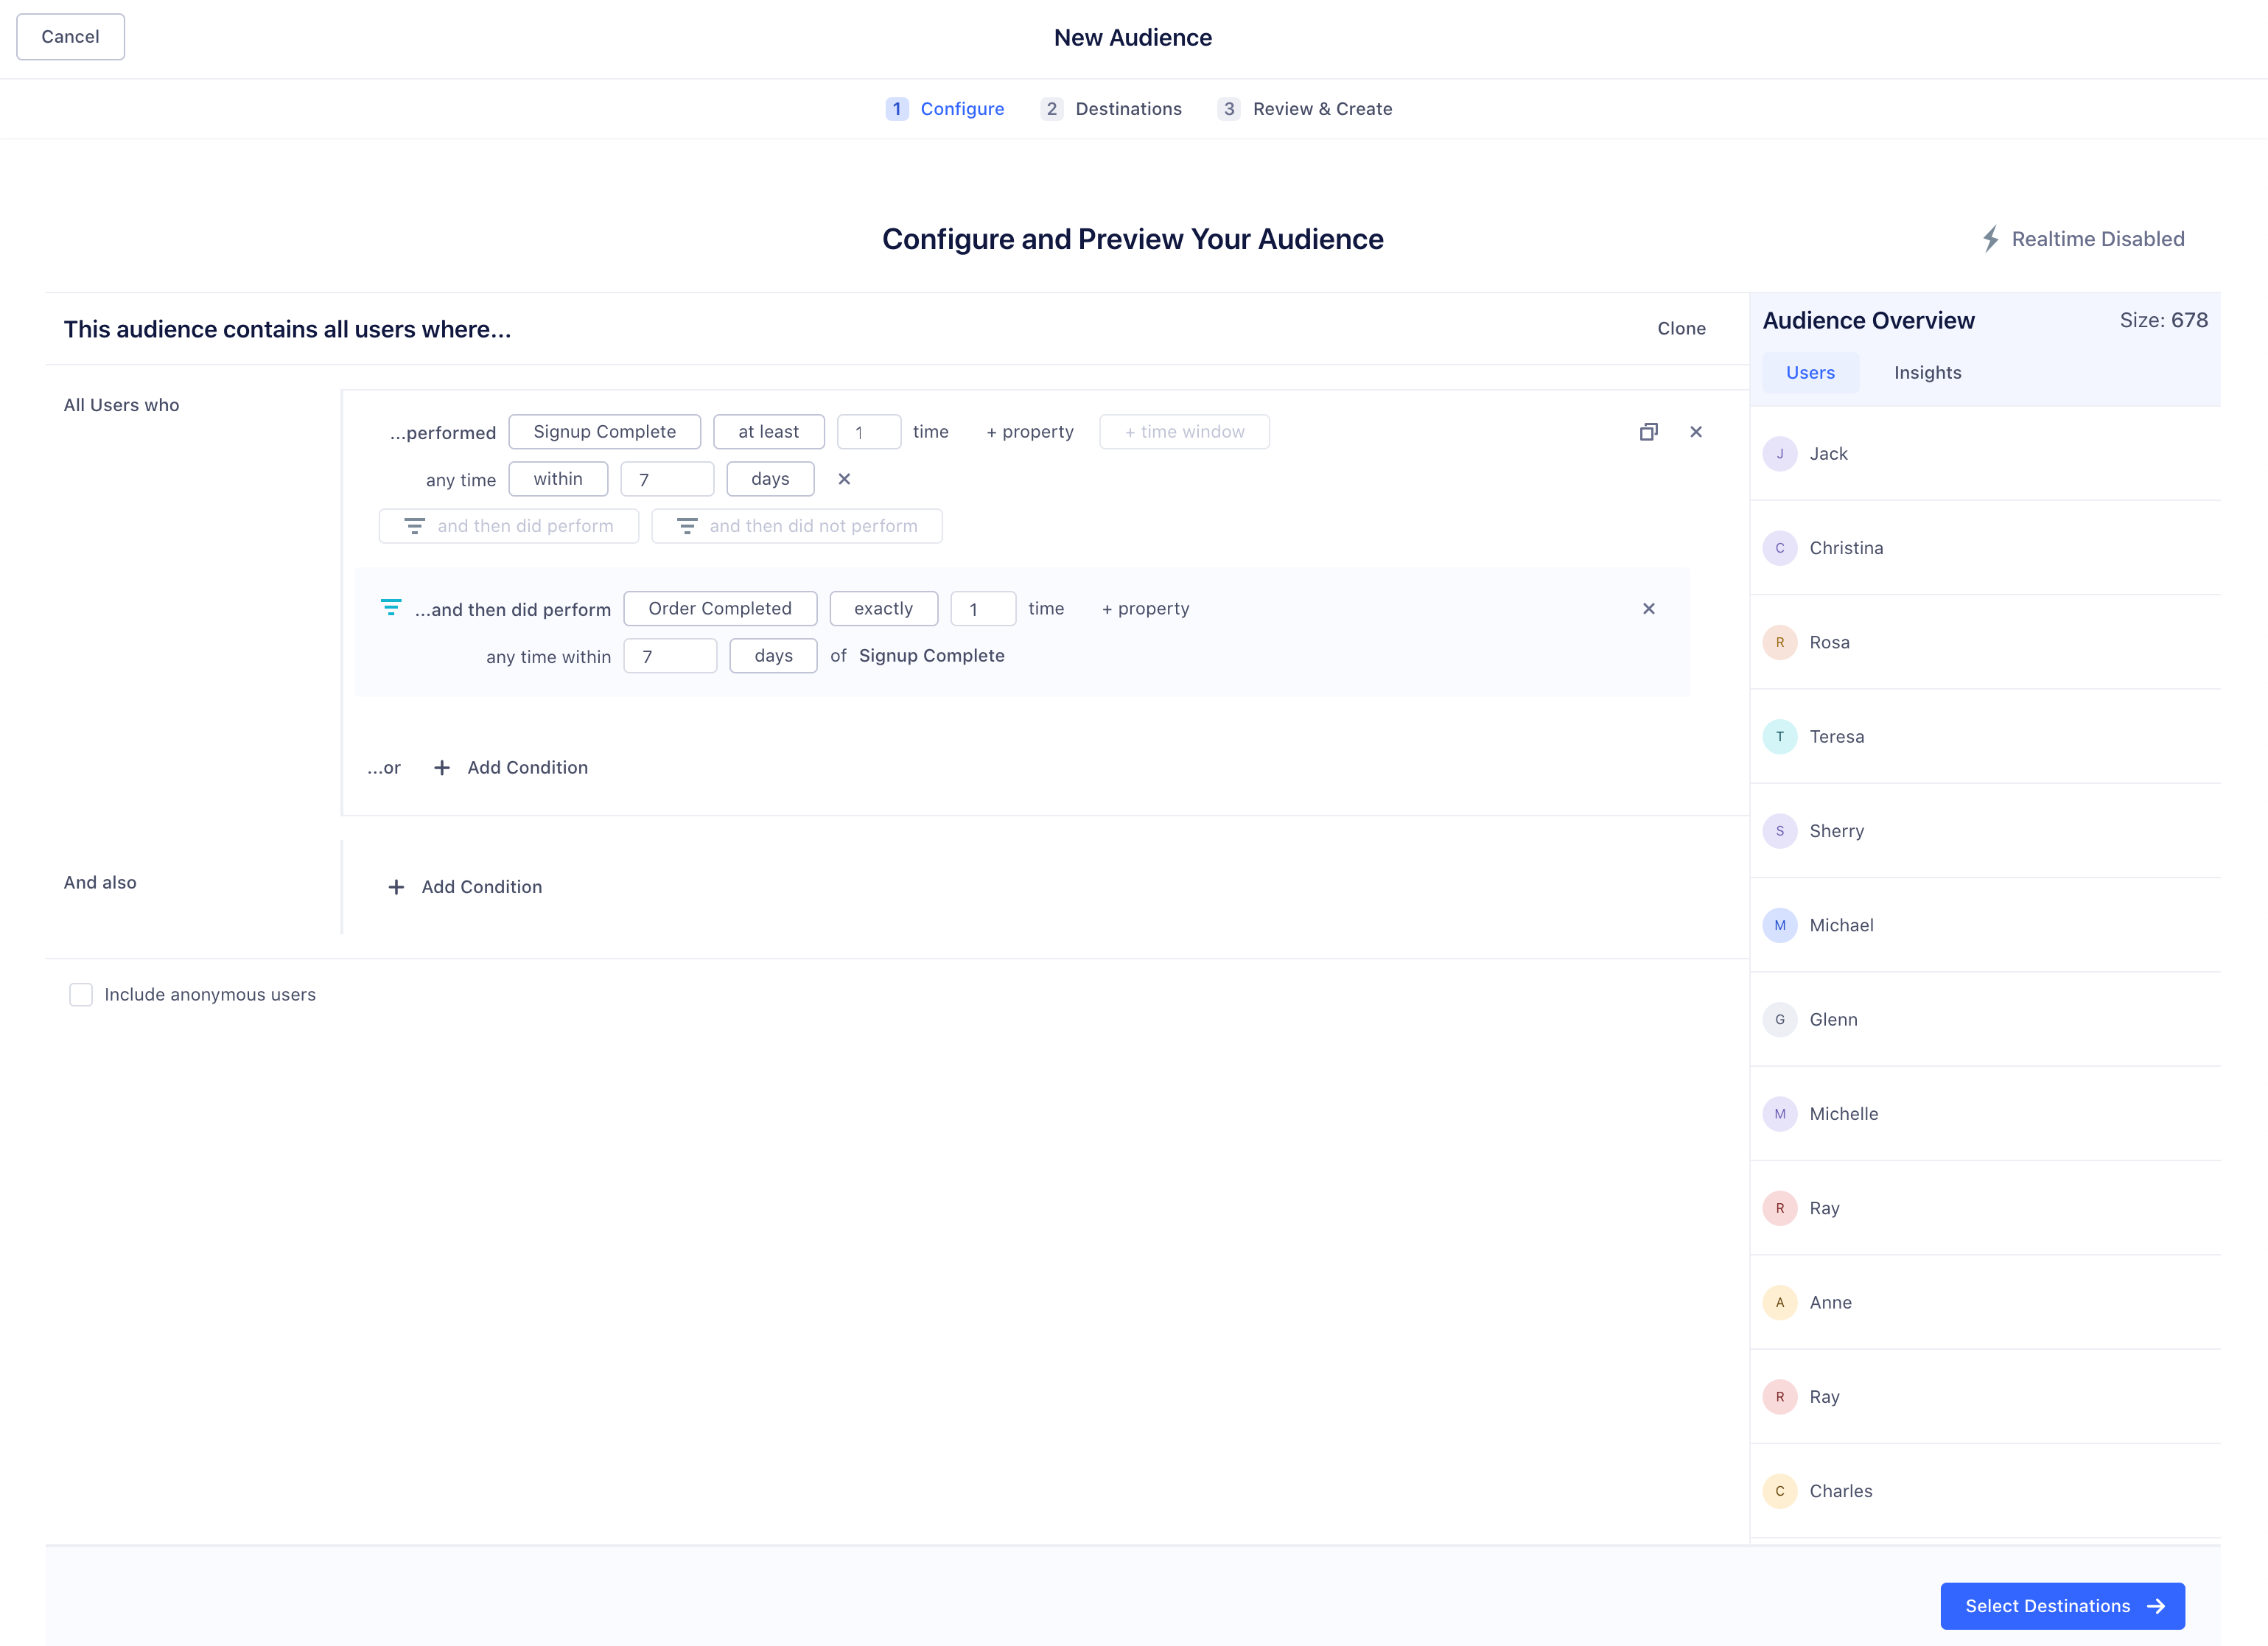 Cancel
New Audience
1 Configure 2 Destinations 3 Review & Create
Configure and Preview Your Audience
Realtime Disabled
This audience contains all users where...
Clone
All Users who
...performed Signup Complete at least 1 time + property + time window
any time within 7 days
and then did perform and then did not perform
...and then did perform Order Completed exactly 1 time + property
any time within 7 days of Signup Complete
...or + Add Condition
And also
+ Add Condition
Include anonymous users
Audience Overview
Size: 678
Users Insights
J Jack
C Christina
R Rosa
T Teresa
S Sherry
M Michael
G Glenn
M Michelle
R Ray
A Anne
R Ray
C Charles
Select Destinations